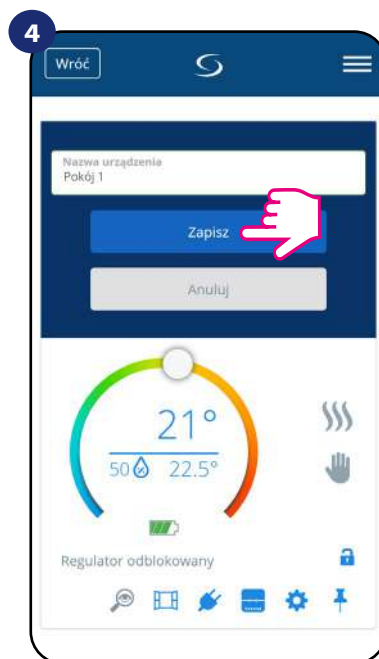 4
Wróć
Nazwa urządzenia
Pokój 1
Zapisz
Anuluj
21°
50 % 22.5°
Regulator odblokowany